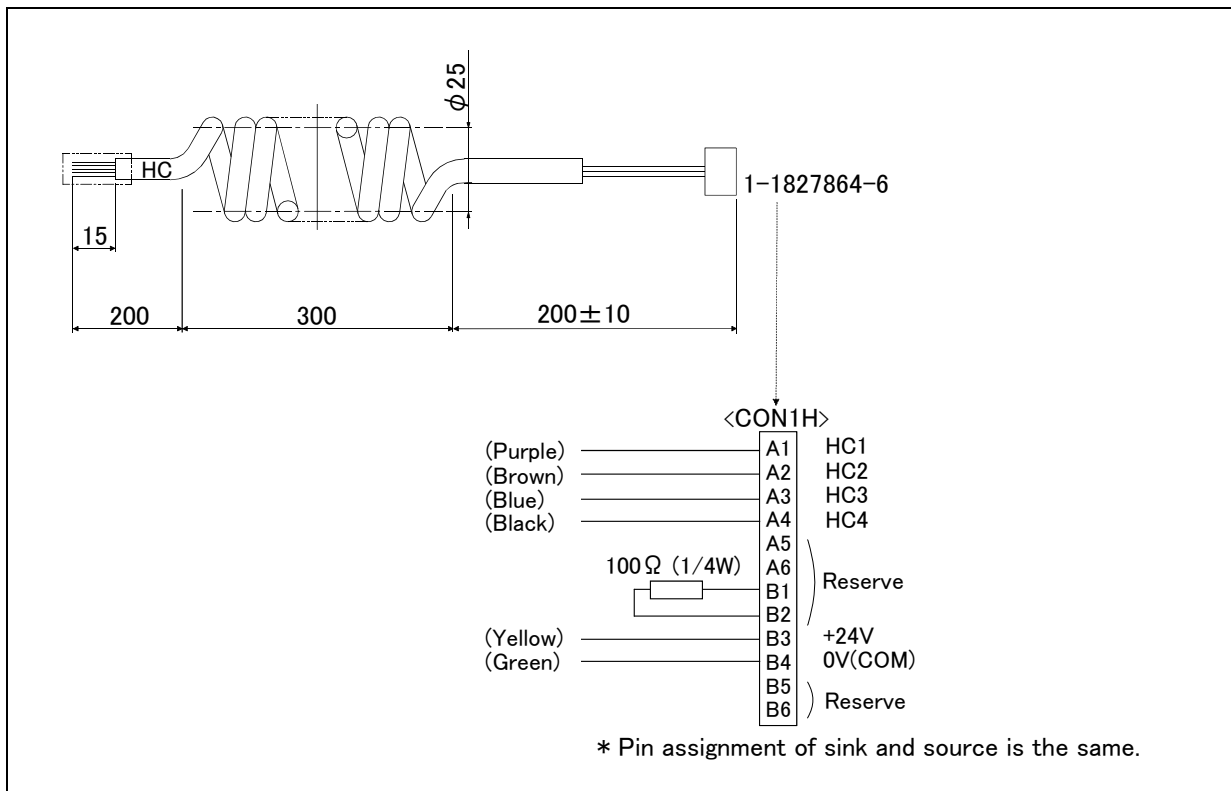 φ25
HC
1-1827864-6
15
200
300
200±10
<CON1H>
(Purple) A1 HC1
(Brown) A2 HC2
(Blue) A3 HC3
(Black) A4 HC4
A5
100Ω (1/4W) A6
Reserve
B1
B2
(Yellow) B3 +24V
(Green) B4 0V(COM)
B5
Reserve
B6
* Pin assignment of sink and source is the same.